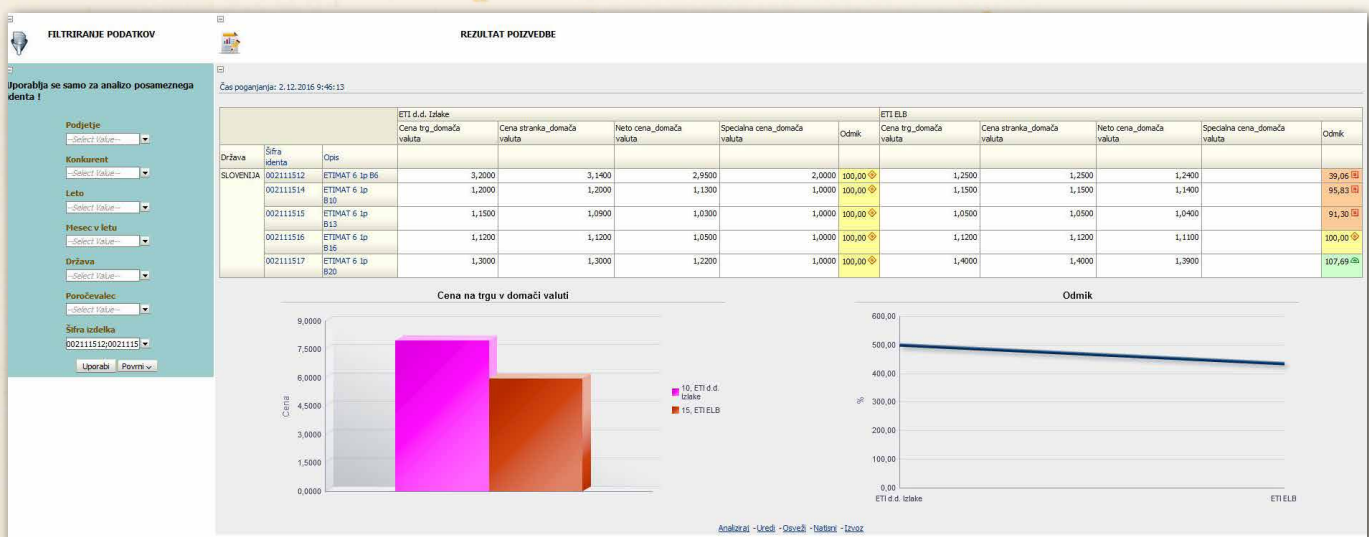 FILTRIRANJE PODATKOV
REZULTAT POIZVEDBE
Uporablja se samo za analizo posameznega
identa !
Podjetje
--Select Value--
Konkurent
--Select Value--
Leto
--Select Value--
Mesec v letu
--Select Value--
Država
--Select Value--
Poročevalec
--Select Value--
Šifra izdelka
002111512;0021115
Uporabi Povrni
Čas poganjanja: 2.12.2016 9:46:13
ETI d.d. Izlake ETI ELB
Cena trg_domača valuta Cena stranka_domača valuta Neto cena_domača valuta Specialna cena_domača valuta Odmik Cena trg_domača valuta Cena stranka_domača valuta Neto cena_domača valuta Specialna cena_domača valuta Odmik
Država Šifra identa Opis
SLOVENIJA 002111512 ETIMAT 6 1p B6 3,2000 3,1400 2,9500 2,0000 100,00 1,2500 1,2500 1,2400 39,06
002111514 ETIMAT 6 1p B10 1,2000 1,2000 1,1300 1,0000 100,00 1,1500 1,1500 1,1400 95,83
002111515 ETIMAT 6 1p B13 1,1500 1,0900 1,0300 1,0000 100,00 1,0500 1,0500 1,0400 91,30
002111516 ETIMAT 6 1p B16 1,1200 1,1200 1,0500 1,0000 100,00 1,1200 1,1200 1,1100 100,00
002111517 ETIMAT 6 1p B20 1,3000 1,3000 1,2200 1,0000 100,00 1,4000 1,4000 1,3900 107,69
Cena na trgu v domači valuti
Cena
9,0000
7,5000
6,0000
4,5000
3,0000
1,5000
0,0000
10, ETI d.d.
Izlake
15, ETI ELB
Odmik
%
600,00
500,00
400,00
300,00
200,00
100,00
0,00
ETI d.d. Izlake ETI ELB
Analiziraj - Uredi - Osveži - Natisni - Izvoz